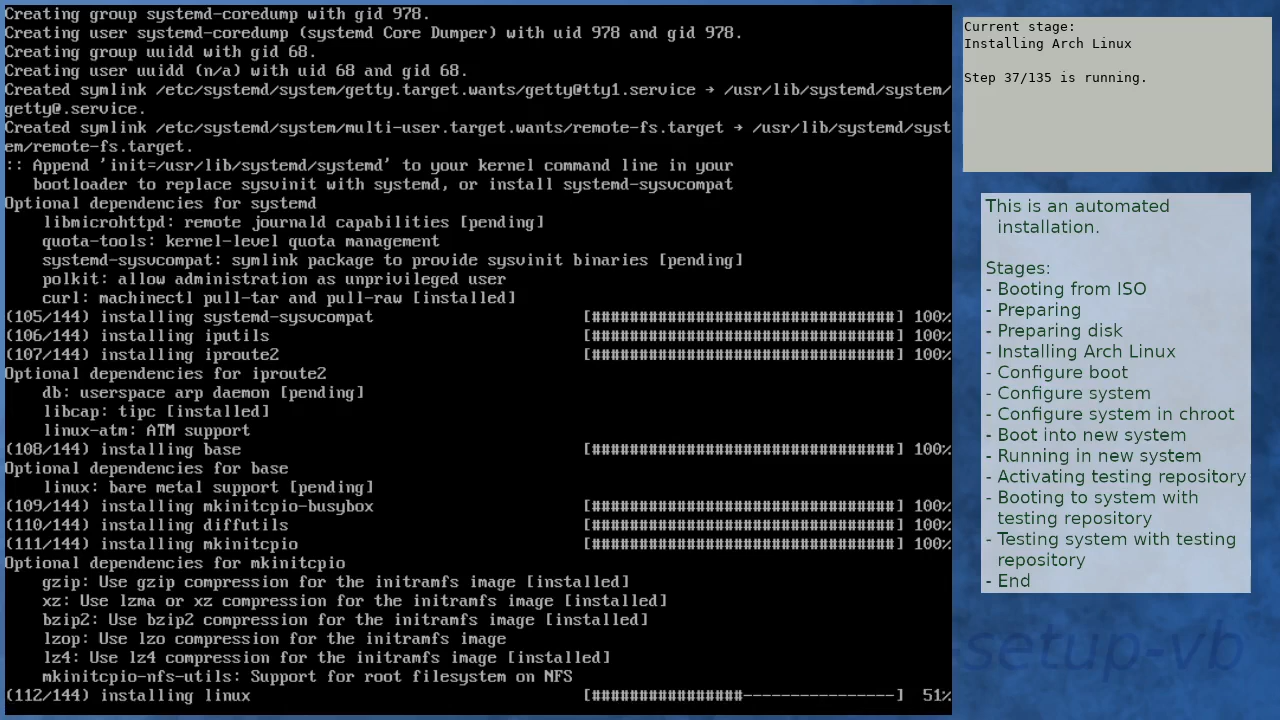 Creating group systemd-coredump with gid 978.
Creating user systemd-coredump (systemd Core Dumper) with uid 978 and gid 978.
Creating group uuidd with gid 68.
Creating user uuidd (n/a) with uid 68 and gid 68.
Created symlink /etc/systemd/system/getty.target.wants/getty@tty1.service → /usr/lib/systemd/system/
getty@.service.
Created symlink /etc/systemd/system/multi-user.target.wants/remote-fs.target → /usr/lib/systemd/syst
em/remote-fs.target.
:: Append 'init=/usr/lib/systemd/systemd' to your kernel command line in your
   bootloader to replace sysvinit with systemd, or install systemd-sysvcompat
Optional dependencies for systemd
    libmicrohttpd: remote journald capabilities [pending]
    quota-tools: kernel-level quota management
    systemd-sysvcompat: symlink package to provide sysvinit binaries [pending]
    polkit: allow administration as unprivileged user
    curl: machinectl pull-tar and pull-raw [installed]
(105/144) installing systemd-sysvcompat [################################] 100%
(106/144) installing iputils [################################] 100%
(107/144) installing iproute2 [################################] 100%
Optional dependencies for iproute2
    db: userspace arp daemon [pending]
    libcap: tipc [installed]
    linux-atm: ATM support
(108/144) installing base [################################] 100%
Optional dependencies for base
    linux: bare metal support [pending]
(109/144) installing mkinitcpio-busybox [################################] 100%
(110/144) installing diffutils [################################] 100%
(111/144) installing mkinitcpio [################################] 100%
Optional dependencies for mkinitcpio
    gzip: Use gzip compression for the initramfs image [installed]
    xz: Use lzma or xz compression for the initramfs image [installed]
    bzip2: Use bzip2 compression for the initramfs image [installed]
    lzop: Use lzo compression for the initramfs image
    lz4: Use lz4 compression for the initramfs image [installed]
    mkinitcpio-nfs-utils: Support for root filesystem on NFS
(112/144) installing linux [################----------------] 51%
Current stage:
Installing Arch Linux
Step 37/135 is running.
This is an automated
installation.
Stages:
- Booting from ISO
- Preparing
- Preparing disk
- Installing Arch Linux
- Configure boot
- Configure system
- Configure system in chroot
- Boot into new system
- Running in new system
- Activating testing repository
- Booting to system with
testing repository
- Testing system with testing
repository
- End
-setup-vb